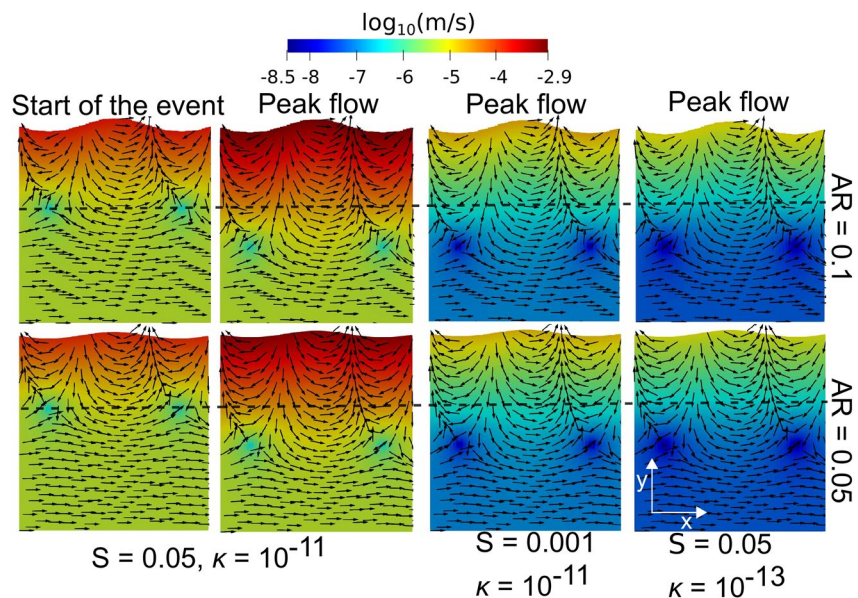 log₁₀(m/s)
-8.5 -8 -7 -6 -5 -4 -2.9
Start of the event Peak flow Peak flow Peak flow
AR = 0.1
AR = 0.05
y
x
S = 0.05, κ = 10⁻¹¹
S = 0.001
κ = 10⁻¹¹
S = 0.05
κ = 10⁻¹³